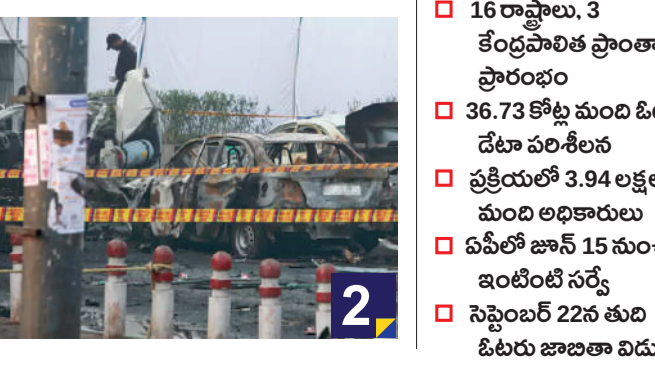 2
16 రాష్ట్రాలు, 3
కేంద్రపాలిత
ప్రారంభం
36.73 కోట్ల మంది
డేటా పరిశీలన
ప్రక్రియలో 3.94
మంది అధికారులు
ఏపీలో జూన్ 15
ఇంటింటి సర్వే
సెప్టెంబర్ 22న తుది
ఓటరు జాబితా